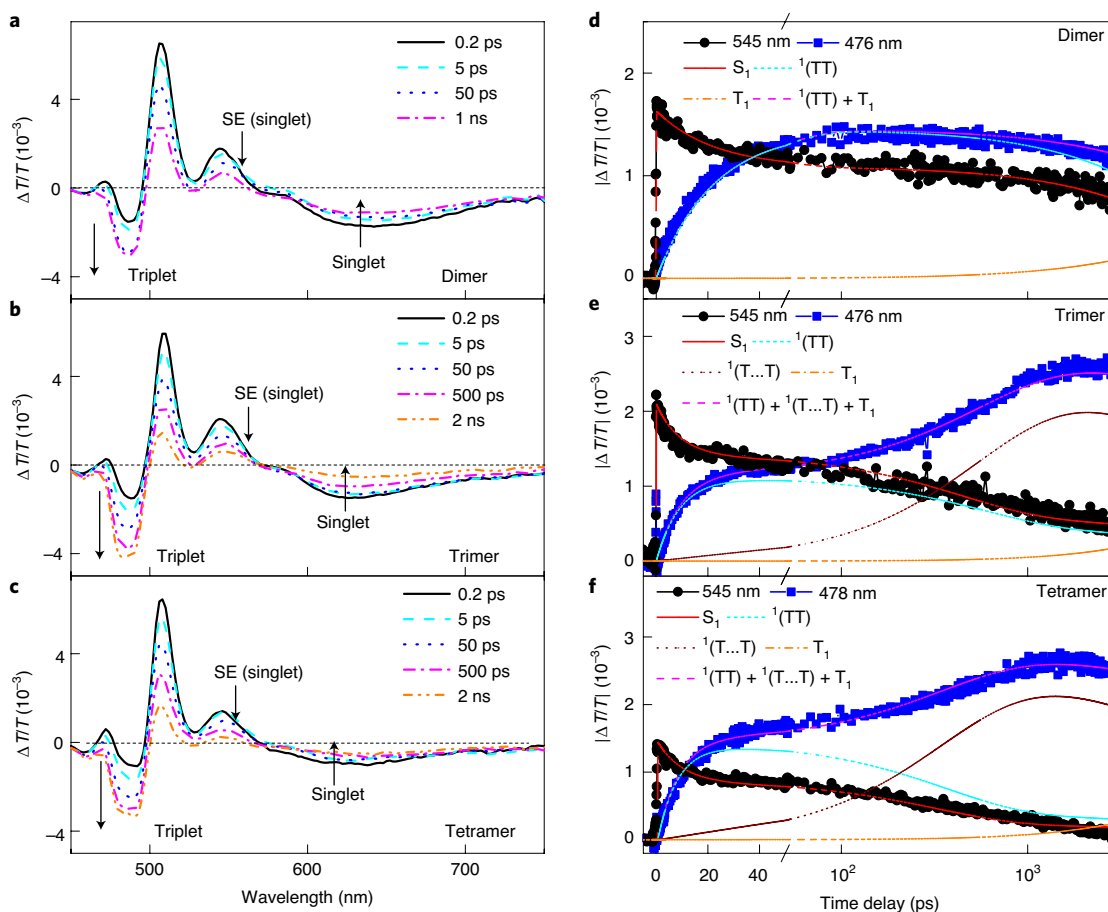 a
0.2 ps
5 ps
50 ps
1 ns
SE (singlet)
4
0
–4
Δ T/T (10⁻³)
Triplet
Singlet
Dimer
b
0.2 ps
5 ps
50 ps
500 ps
2 ns
SE (singlet)
4
0
–4
Δ T/T (10⁻³)
Triplet
Singlet
Trimer
c
0.2 ps
5 ps
50 ps
500 ps
2 ns
SE (singlet)
4
0
–4
Δ T/T (10⁻³)
Triplet
Singlet
Tetramer
500 600 700
Wavelength (nm)
d
545 nm 476 nm
Dimer
S₁ ¹(TT)
T₁ ¹(TT) + T₁
2
1
0
|Δ T/T| (10⁻³)
e
545 nm 476 nm
Trimer
S₁ ¹(TT)
¹(T...T) T₁
¹(TT) + ¹(T...T) + T₁
3
2
1
0
|Δ T/T| (10⁻³)
f
545 nm 478 nm
Tetramer
S₁ ¹(TT)
¹(T...T) T₁
¹(TT) + ¹(T...T) + T₁
3
2
1
0
|Δ T/T| (10⁻³)
0 20 40 10² 10³
Time delay (ps)